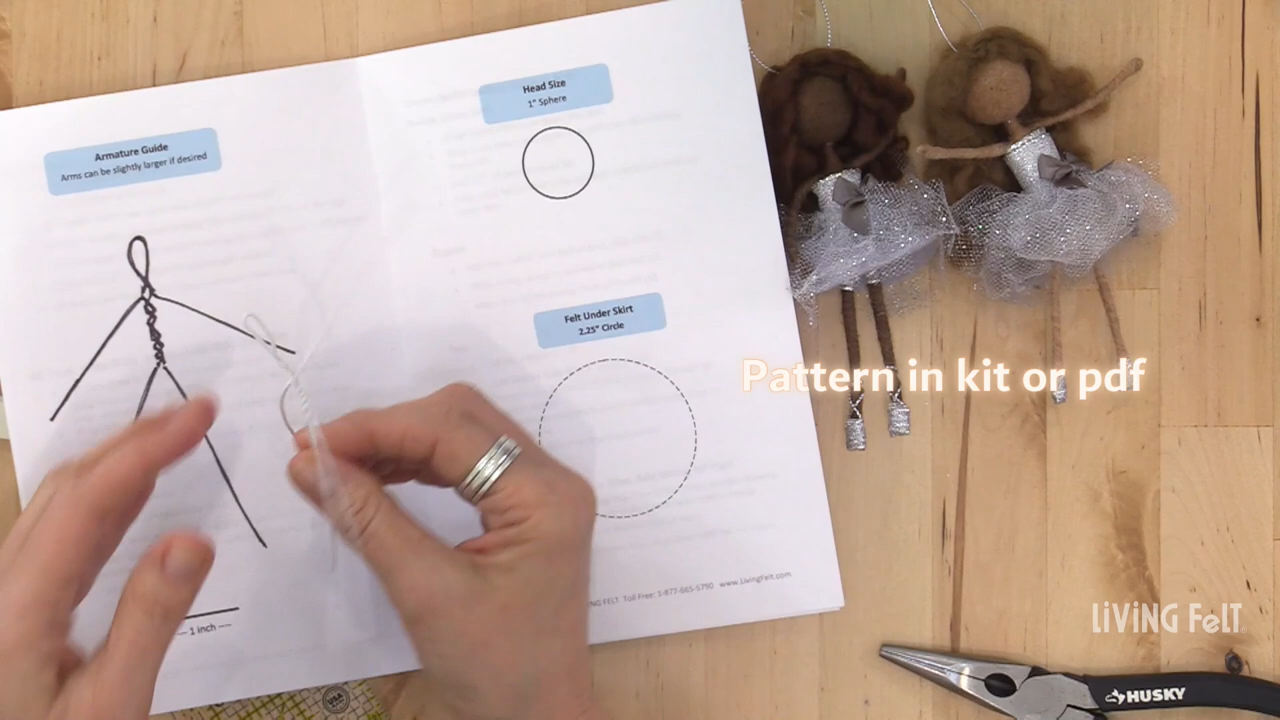 Head Size
1" Sphere
Armature Guide
Arms can be slightly larger if desired
Felt Under Skirt
2.25" Circle
Pattern in kit or pdf
NG FELT Toll Free: 1-877-665-5790 www.LivingFelt.com
— 1 inch —
LiViNG FeLT
HUSKY
USA